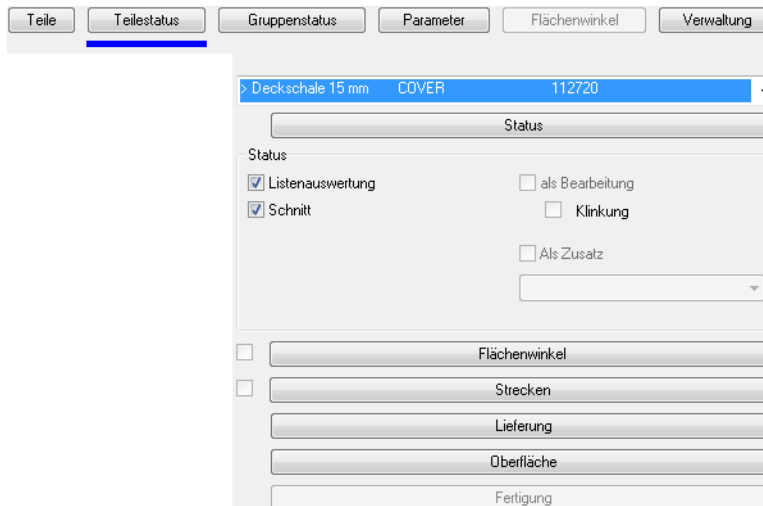 Teile Teilestatus Gruppenstatus Parameter Flächenwinkel Verwaltung
> Deckschale 15 mm COVER 112720
Status
Status
Listenauswertung als Bearbeitung
Schnitt Klinkung
Als Zusatz
Flächenwinkel
Strecken
Lieferung
Oberfläche
Fertigung